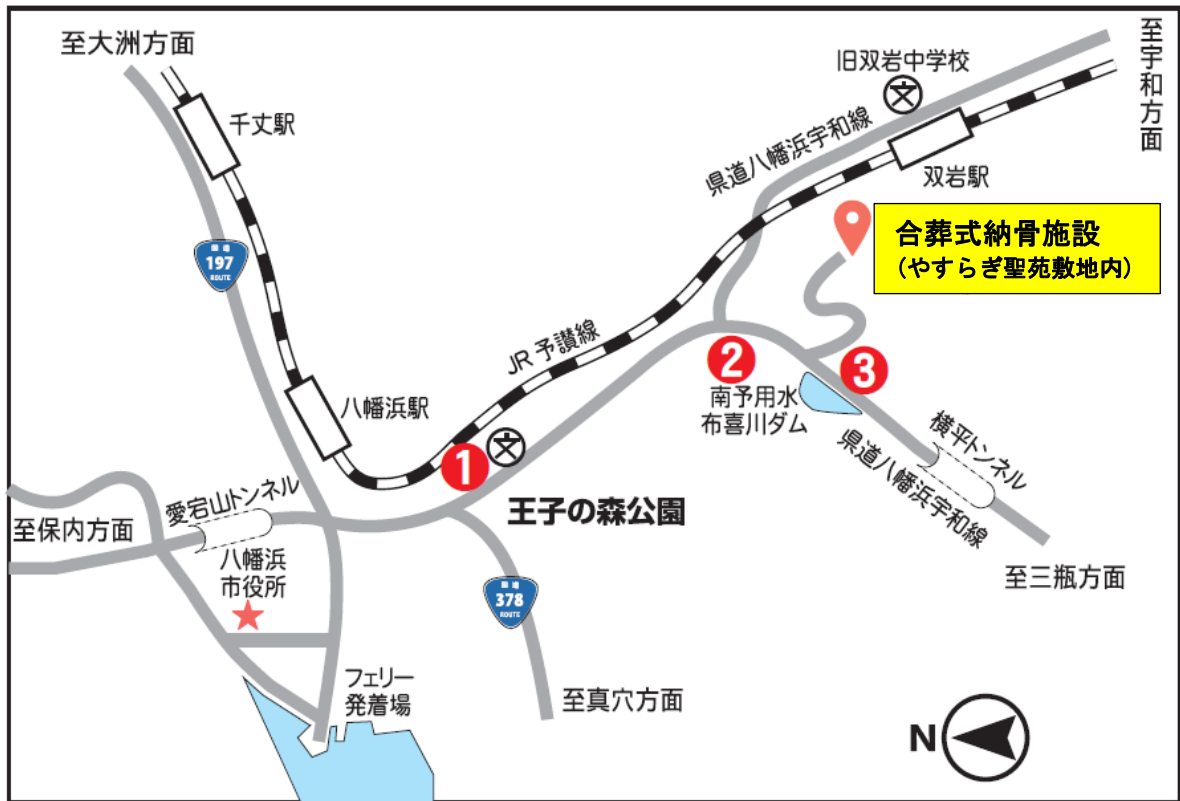 至大洲方面
千丈駅
旧双岩中学校
至宇和方面
県道八幡浜宇和線
双岩駅
合葬式納骨施設
(やすらぎ聖苑敷地内)
国道
197
ROUTE
JR予讃線
八幡浜駅
1
2
3
南予用水
布喜川ダム
横平トンネル
県道八幡浜宇和線
王子の森公園
愛宕山トンネル
至保内方面
八幡浜
市役所
国道
378
ROUTE
至三瓶方面
フェリー
発着場
至真穴方面
N